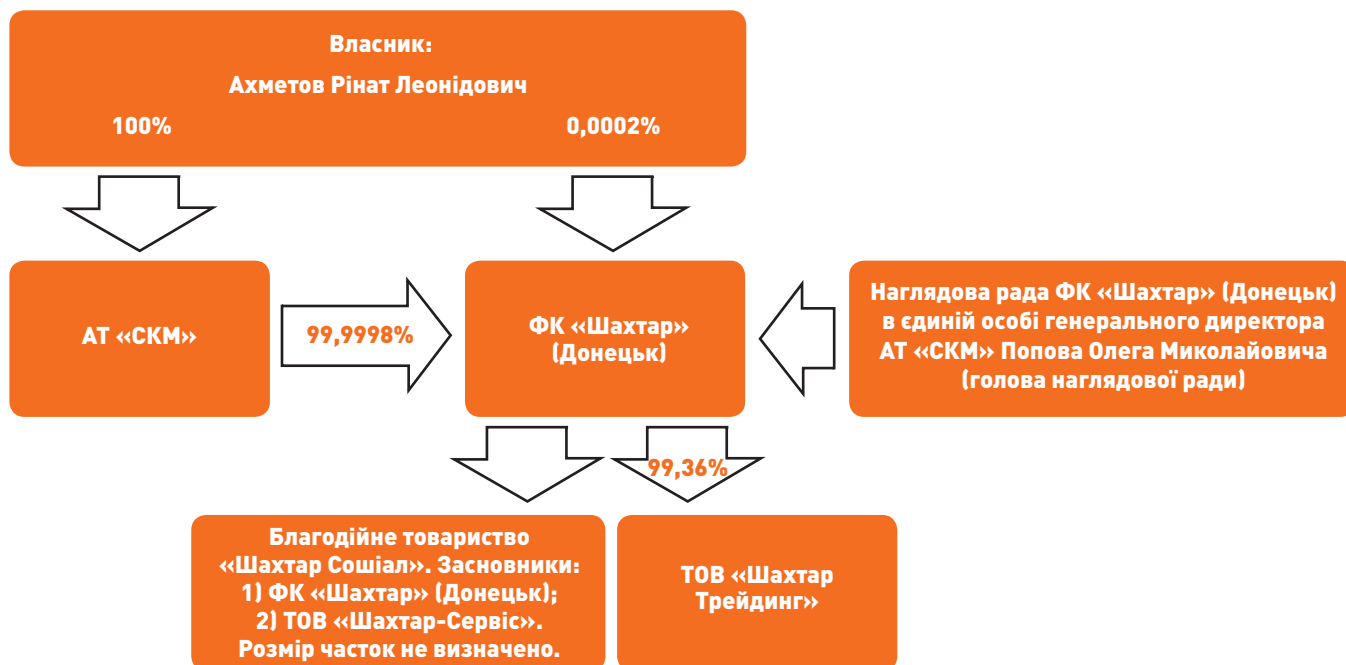 Власник:
Ахметов Рінат Леонідович
100%
0,0002%
АТ «СКМ»
99,9998%
ФК «Шахтар»
(Донецьк)
Наглядова рада ФК «Шахтар» (Донецьк)
в єдиній особі генерального директора
АТ «СКМ» Попова Олега Миколайовича
(голова наглядової ради)
99,36%
Благодійне товариство
«Шахтар Сошіал». Засновники:
1) ФК «Шахтар» (Донецьк);
2) ТОВ «Шахтар-Сервіс».
Розмір часток не визначено.
ТОВ «Шахтар
Трейдинг»